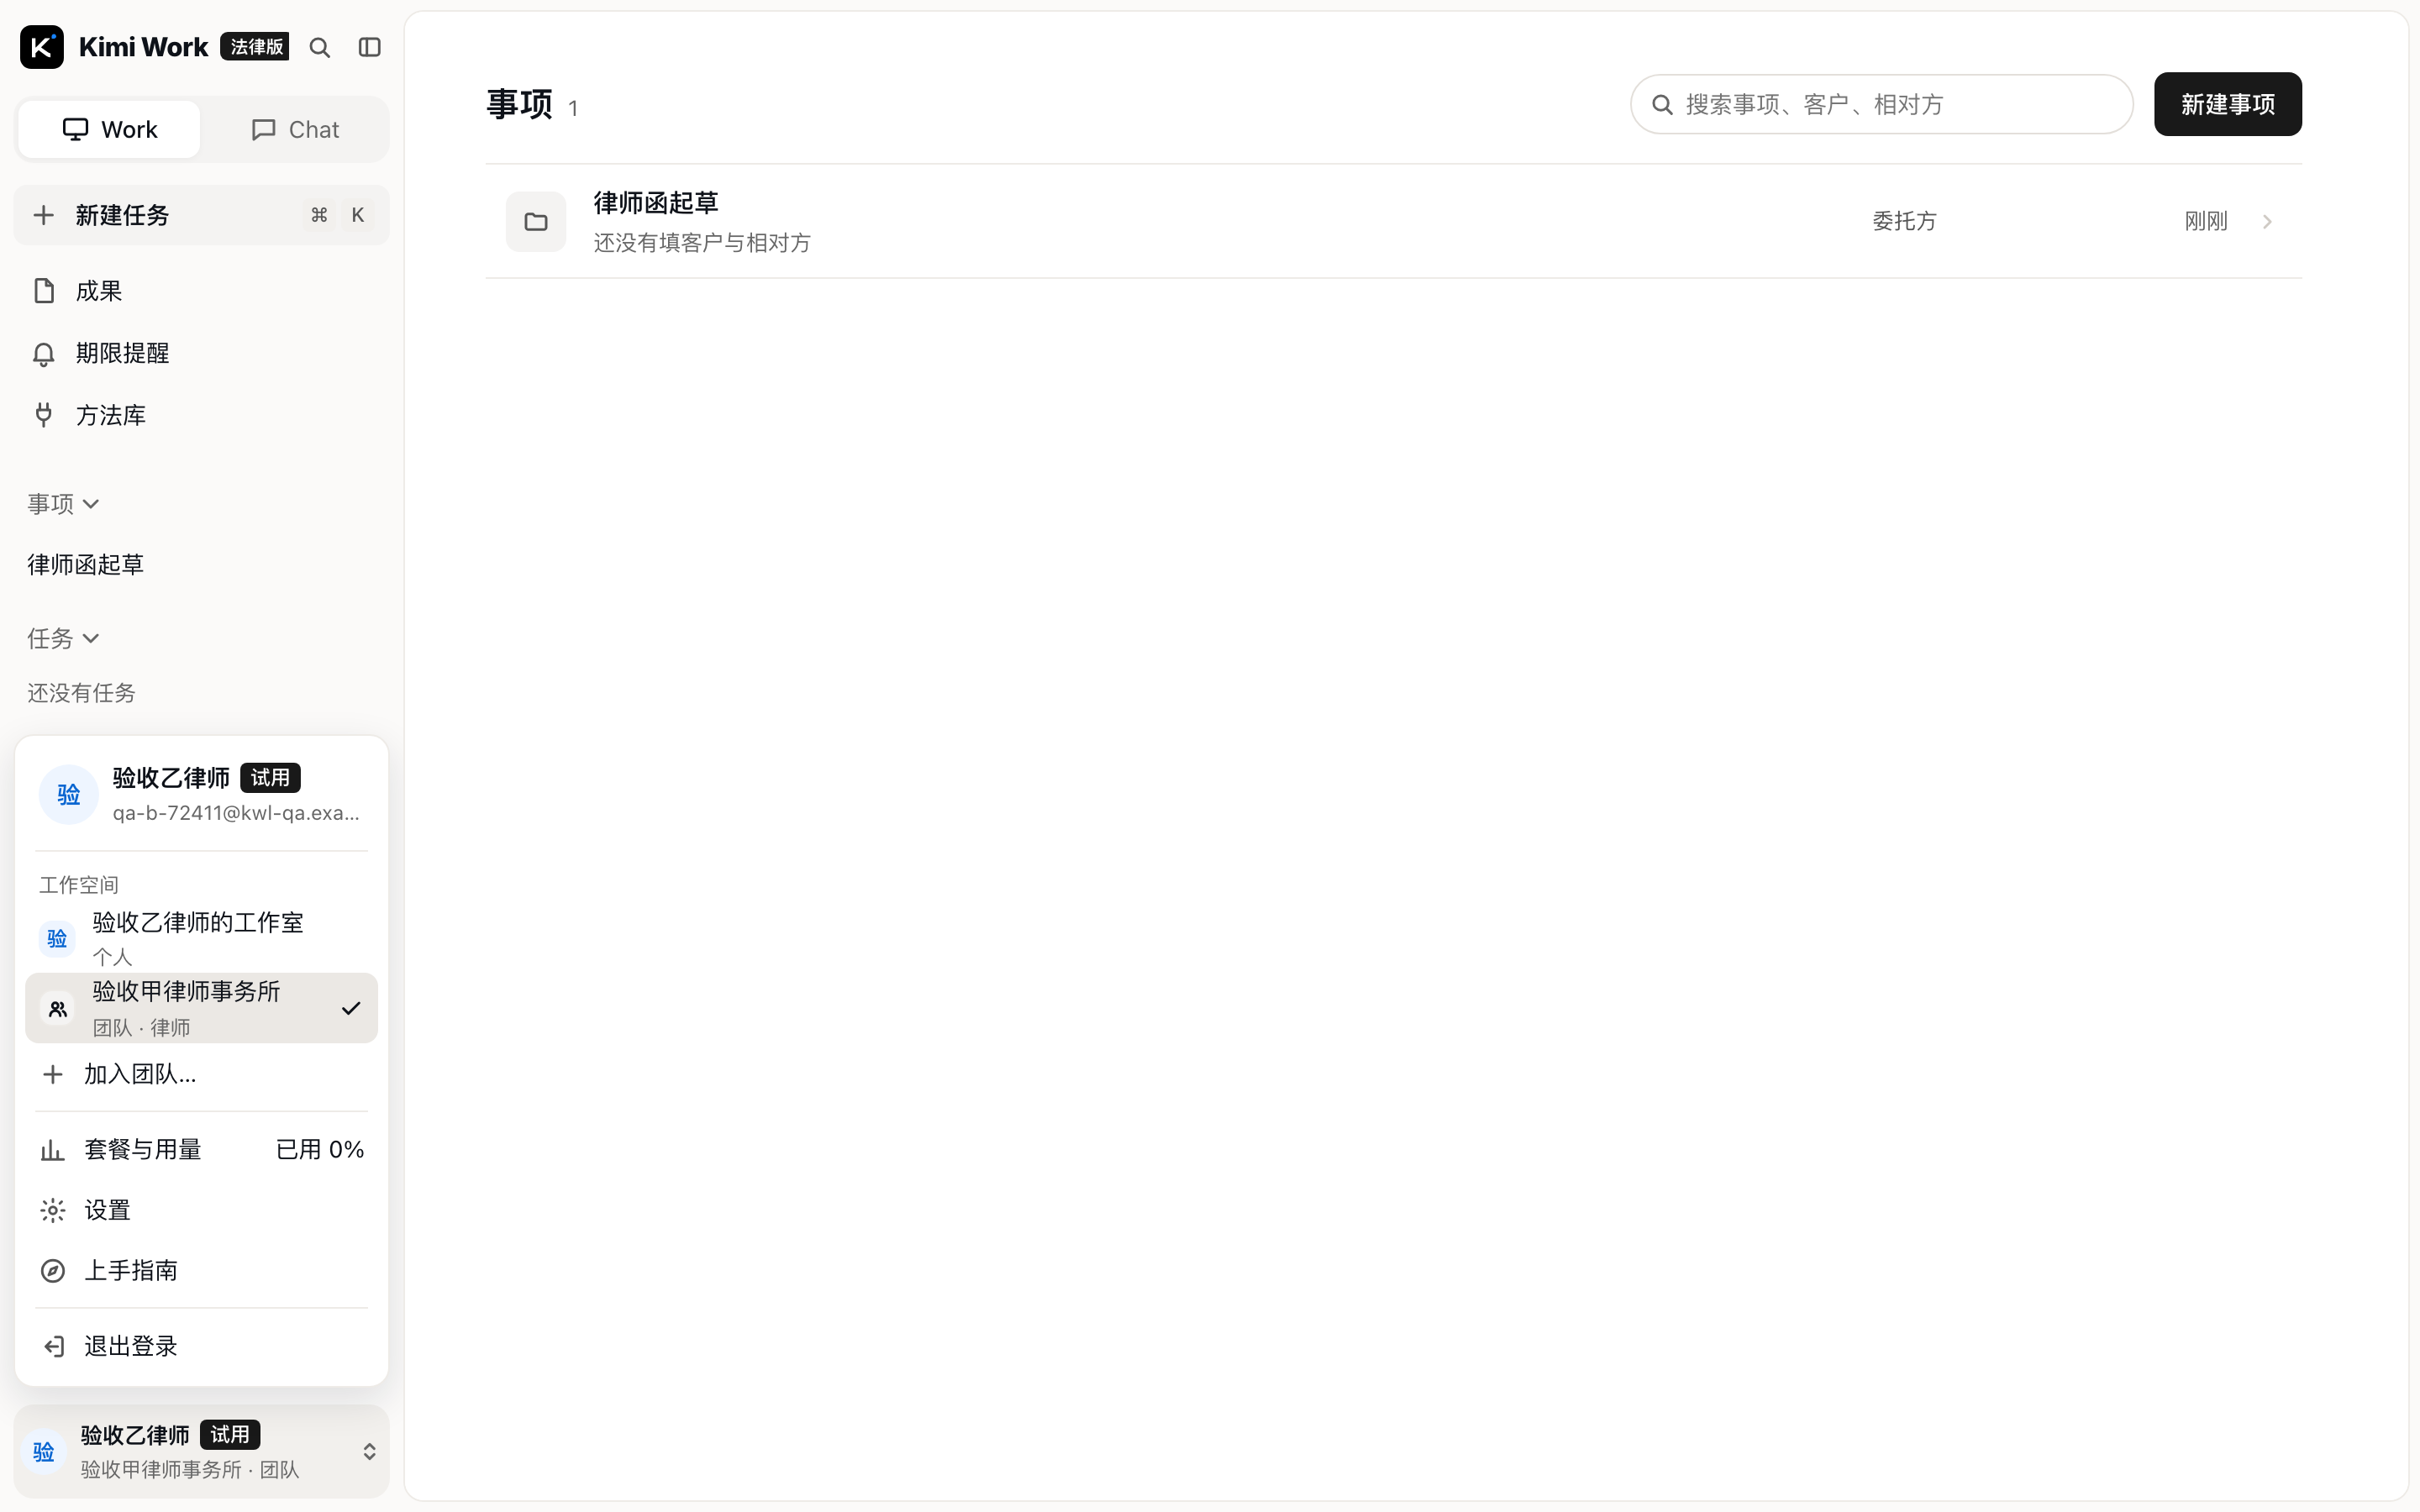 Kimi Work 法律版
Work
Chat
新建任务 ⌘ K
成果
期限提醒
方法库
事项
律师函起草
任务
还没有任务
验
验收乙律师 试用
qa-b-72411@kwl-qa.exa...
工作空间
验
验收乙律师的工作室
个人
验收甲律师事务所
团队 · 律师
加入团队...
套餐与用量 已用 0%
设置
上手指南
退出登录
验
验收乙律师 试用
验收甲律师事务所 · 团队
事项 1
搜索事项、客户、相对方
新建事项
律师函起草
还没有填客户与相对方
委托方
刚刚